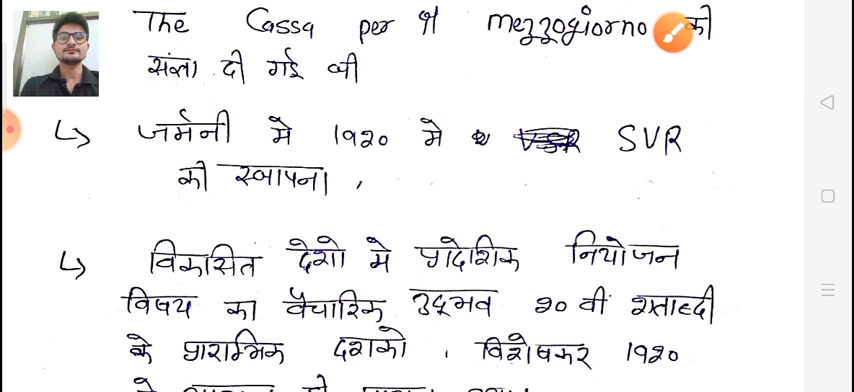 The Cassa per il mezzogiorno को
संज्ञा दी गई थी
↳ जर्मनी मे 1920 मे SVR
की स्थापना ,
↳ विकसित देशो मे प्रादेशिक नियोजन
विषय का वैचारिक उद्भव 20 वी शताब्दी
के प्रारम्भिक दशको , विशेषकर 1920